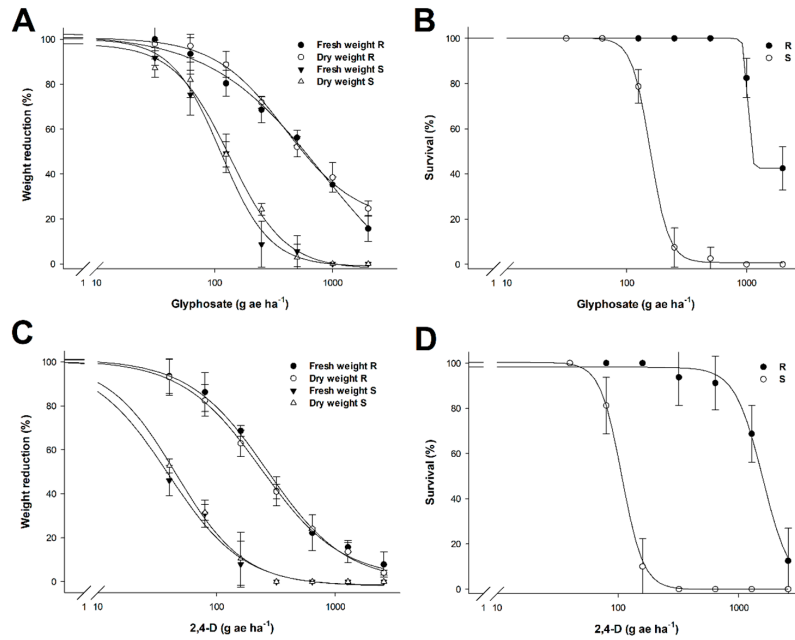 A
Weight reduction (%)
120
100
80
60
40
20
0
1 10 100 1000
Glyphosate (g ae ha⁻¹)
Fresh weight R
Dry weight R
Fresh weight S
Dry weight S
B
Survival (%)
120
100
80
60
40
20
0
1 10 100 1000
Glyphosate (g ae ha⁻¹)
R
S
C
Weight reduction (%)
120
100
80
60
40
20
0
1 10 100 1000
2,4-D (g ae ha⁻¹)
Fresh weight R
Dry weight R
Fresh weight S
Dry weight S
D
Survival (%)
100
80
60
40
20
0
1 10 100 1000
2,4-D (g ae ha⁻¹)
R
S